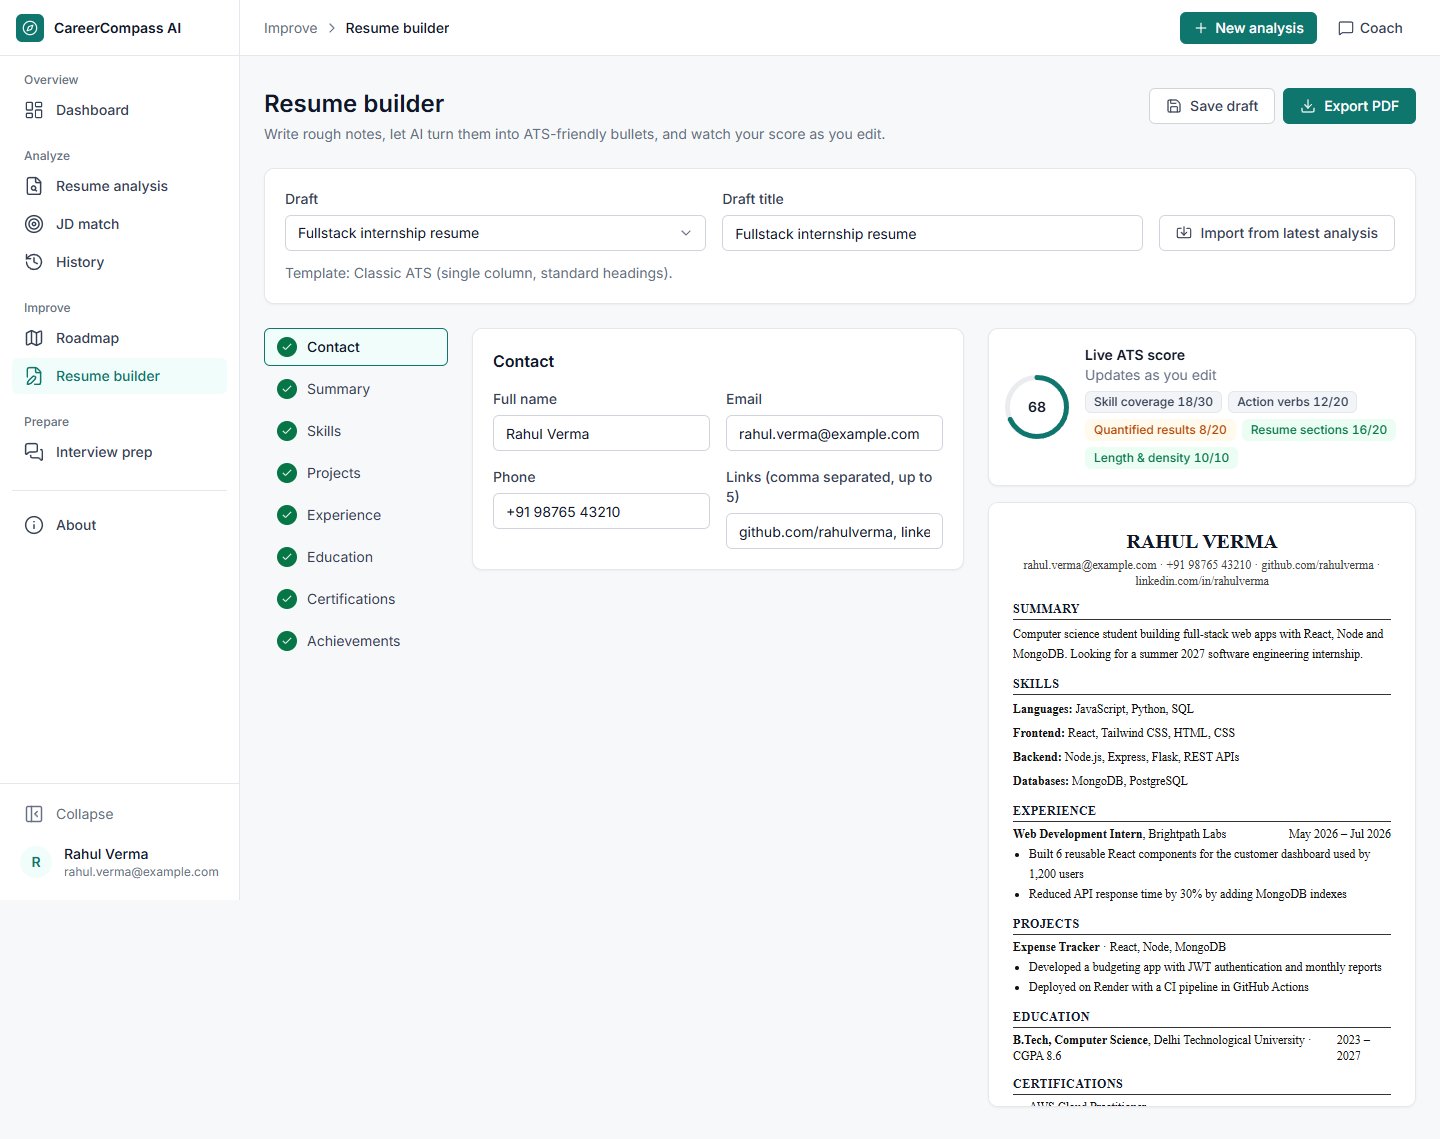 CareerCompass AI
Overview
Dashboard
Analyze
Resume analysis
JD match
History
Improve
Roadmap
Resume builder
Prepare
Interview prep
About
Collapse
R
Rahul Verma
rahul.verma@example.com
Improve > Resume builder
New analysis
Coach
Resume builder
Write rough notes, let AI turn them into ATS-friendly bullets, and watch your score as you edit.
Save draft
Export PDF
Draft
Fullstack internship resume
Draft title
Fullstack internship resume
Import from latest analysis
Template: Classic ATS (single column, standard headings).
Contact
Summary
Skills
Projects
Experience
Education
Certifications
Achievements
Contact
Full name
Rahul Verma
Email
rahul.verma@example.com
Phone
+91 98765 43210
Links (comma separated, up to
5)
github.com/rahulverma, linke
68
Live ATS score
Updates as you edit
Skill coverage 18/30
Action verbs 12/20
Quantified results 8/20
Resume sections 16/20
Length & density 10/10
RAHUL VERMA
rahul.verma@example.com · +91 98765 43210 · github.com/rahulverma ·
linkedin.com/in/rahulverma
SUMMARY
Computer science student building full-stack web apps with React, Node and
MongoDB. Looking for a summer 2027 software engineering internship.
SKILLS
Languages: JavaScript, Python, SQL
Frontend: React, Tailwind CSS, HTML, CSS
Backend: Node.js, Express, Flask, REST APIs
Databases: MongoDB, PostgreSQL
EXPERIENCE
Web Development Intern, Brightpath Labs May 2026 – Jul 2026
• Built 6 reusable React components for the customer dashboard used by
1,200 users
• Reduced API response time by 30% by adding MongoDB indexes
PROJECTS
Expense Tracker · React, Node, MongoDB
• Developed a budgeting app with JWT authentication and monthly reports
• Deployed on Render with a CI pipeline in GitHub Actions
EDUCATION
B.Tech, Computer Science, Delhi Technological University · 2023 –
CGPA 8.6 2027
CERTIFICATIONS
AWS Cloud Practitioner